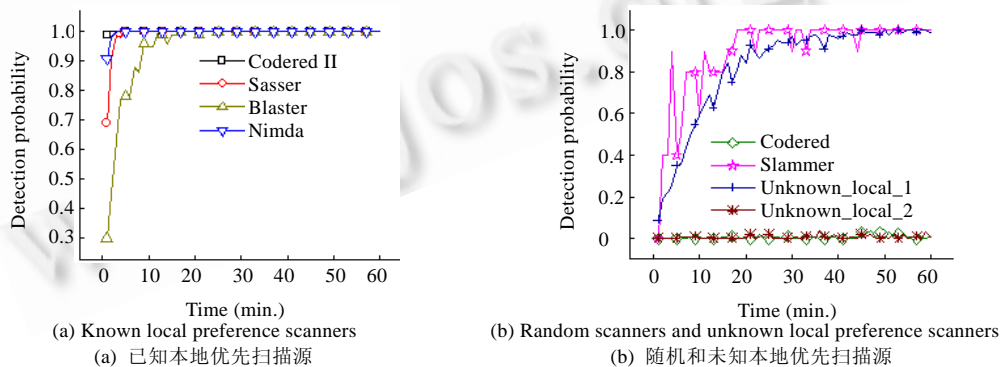 1.0
0.9
0.8
0.7
0.6
0.5
0.4
0.3
Detection probability
Codered II
Sasser
Blaster
Nimda
0 10 20 30 40 50 60
Time (min.)
(a) Known local preference scanners
(a) 已知本地优先扫描源
1.0
0.8
0.6
0.4
0.2
0
Detection probability
Codered
Slammer
Unknown_local_1
Unknown_local_2
0 10 20 30 40 50 60
Time (min.)
(b) Random scanners and unknown local preference scanners
(b) 随机和未知本地优先扫描源